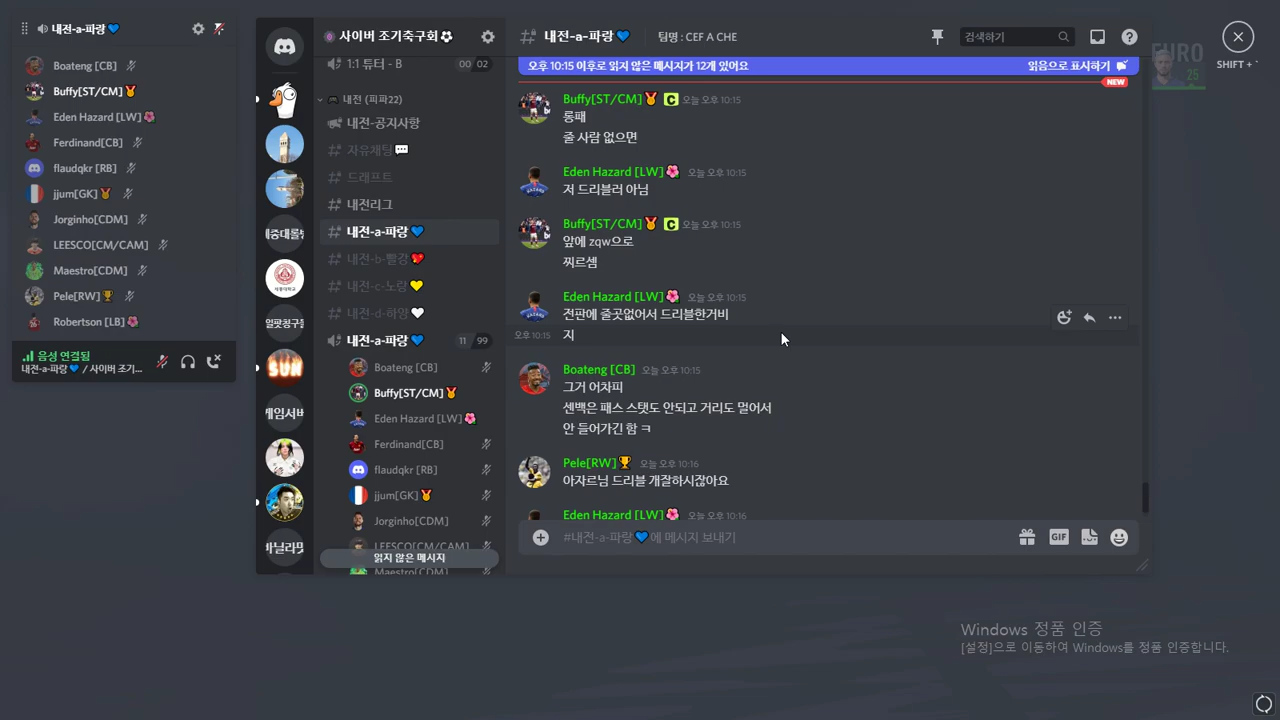 내전-a-파랑💙
Boateng [CB]
Buffy[ST/CM]🏅
Eden Hazard [LW]🌺
Ferdinand[CB]
flaudqkr [RB]
jjum[GK]🏅
Jorginho[CDM]
LEESCO[CM/CAM]
Maestro[CDM]
Pele[RW]🏆
Robertson [LB]🌺
음성 연결됨
내전-a-파랑💙 / 사이버 조기...
SUN
사이버 조기축구회⚽
1:1 튜터 - B 00 02
내전 (피파22)
내전-공지사항
자유채팅💬
드래프트
내전리그
내전-a-파랑💙
내전-b-빨강❤️
내전-c-노랑💛
내전-d-하양🤍
내전-a-파랑💙 11 99
Boateng [CB]
Buffy[ST/CM]🏅
Eden Hazard [LW]🌺
Ferdinand[CB]
flaudqkr [RB]
jjum[GK]🏅
Jorginho[CDM]
LEESCO[CM/CAM]
읽지 않은 메시지
Maestro[CDM]
내전-a-파랑💙 팀명 : CEF A CHE
검색하기
오후 10:15 이후로 읽지 않은 메시지가 12개 있어요 읽음으로 표시하기
NEW
Buffy[ST/CM]🏅 C 오늘 오후 10:15
롱패
줄 사람 없으면
Eden Hazard [LW]🌺 오늘 오후 10:15
저 드리블러 아님
Buffy[ST/CM]🏅 C 오늘 오후 10:15
앞에 zqw으로
찌르셈
Eden Hazard [LW]🌺 오늘 오후 10:15
전판에 줄곳없어서 드리블한거비
오후 10:15 지
Boateng [CB] 오늘 오후 10:15
그거 어차피
센백은 패스 스탯도 안되고 거리도 멀어서
안 들어가긴 함 ㅋ
Pele[RW]🏆 오늘 오후 10:16
아자르님 드리블 개잘하시잖아요
Eden Hazard [LW]🌺 오늘 오후 10:16
#내전-a-파랑💙에 메시지 보내기
GIF
SHIFT + `
EURO
25
Windows 정품 인증
[설정]으로 이동하여 Windows를 정품 인증합니다.